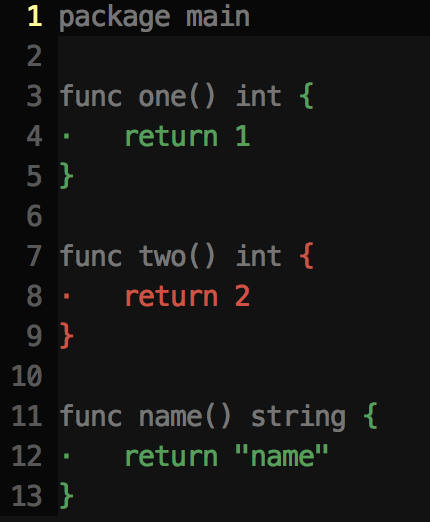 1 package main
2
3 func one() int {
4 ·   return 1
5 }
6
7 func two() int {
8 ·   return 2
9 }
10
11 func name() string {
12 ·   return "name"
13 }